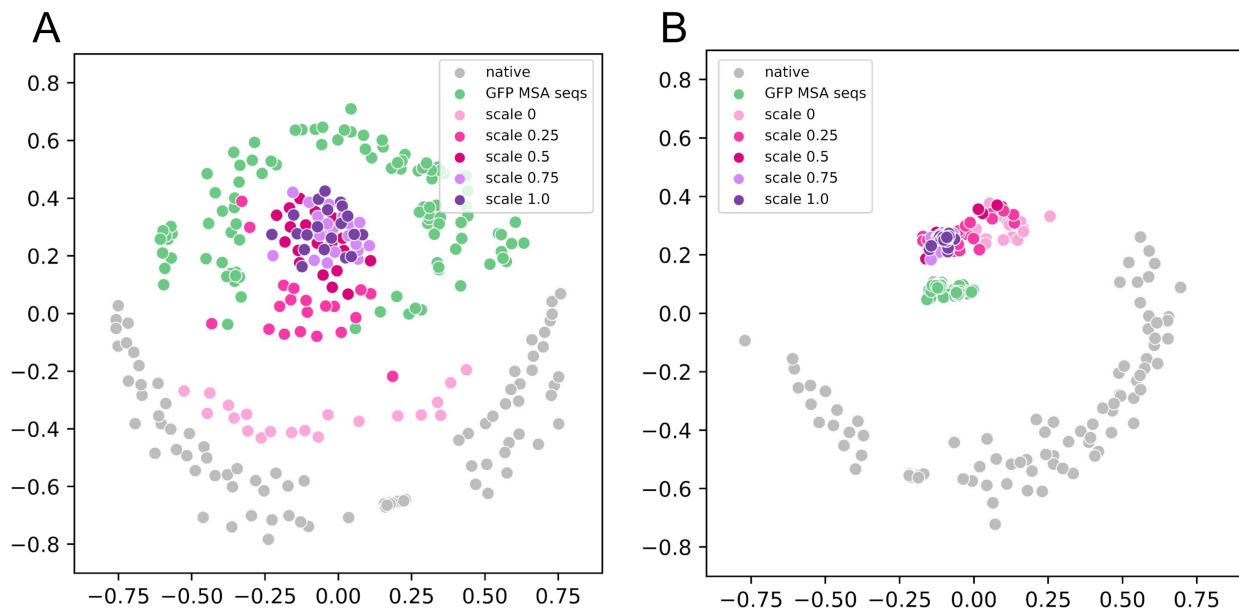 A
B
0.8
0.6
0.4
0.2
0.0
−0.2
−0.4
−0.6
−0.8
−0.75
−0.50
−0.25
0.00
0.25
0.50
0.75
native
GFP MSA seqs
scale 0
scale 0.25
scale 0.5
scale 0.75
scale 1.0
0.8
0.6
0.4
0.2
0.0
−0.2
−0.4
−0.6
−0.8
−0.75
−0.50
−0.25
0.00
0.25
0.50
0.75
native
GFP MSA seqs
scale 0
scale 0.25
scale 0.5
scale 0.75
scale 1.0